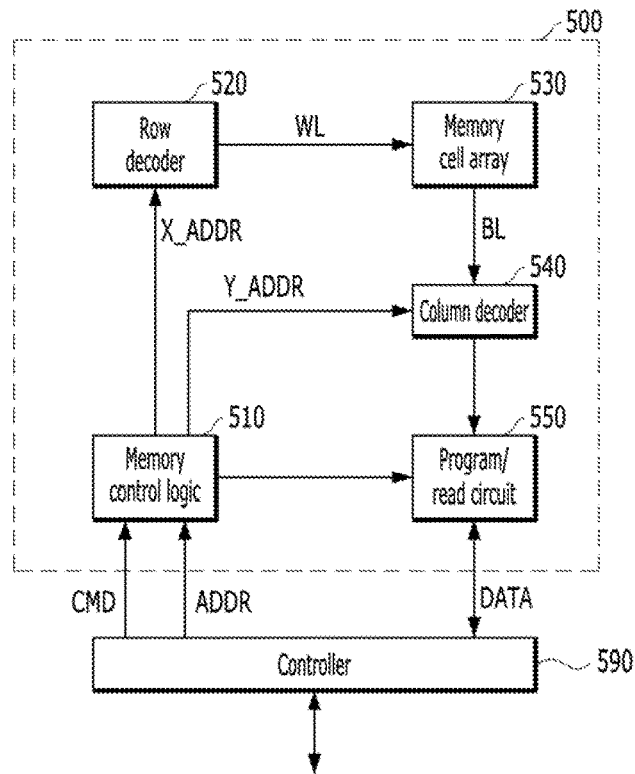 500
520
530
Row
decoder
WL
Memory
cell array
X_ADDR
BL
540
Y_ADDR
Column decoder
510
550
Memory
control logic
Program/
read circuit
CMD
ADDR
DATA
Controller
590